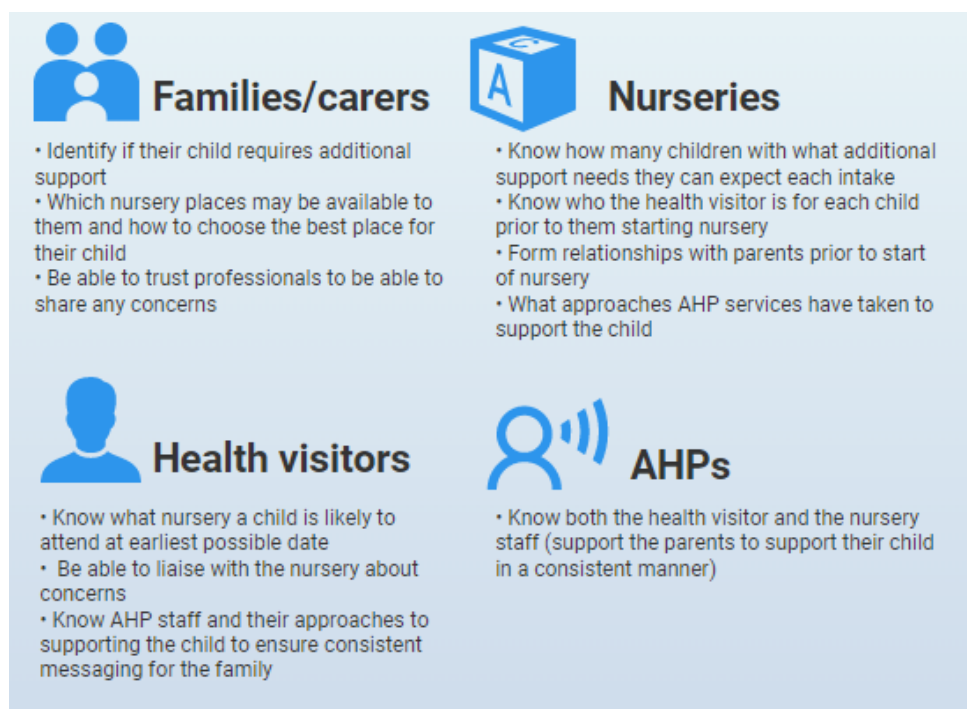 Families/carers
• Identify if their child requires additional
support
• Which nursery places may be available to
them and how to choose the best place for
their child
• Be able to trust professionals to be able to
share any concerns
A
C
Nurseries
• Know how many children with what additional
support needs they can expect each intake
• Know who the health visitor is for each child
prior to them starting nursery
• Form relationships with parents prior to start
of nursery
• What approaches AHP services have taken to
support the child
Health visitors
• Know what nursery a child is likely to
attend at earliest possible date
• Be able to liaise with the nursery about
concerns
• Know AHP staff and their approaches to
supporting the child to ensure consistent
messaging for the family
AHPs
• Know both the health visitor and the nursery
staff (support the parents to support their child
in a consistent manner)